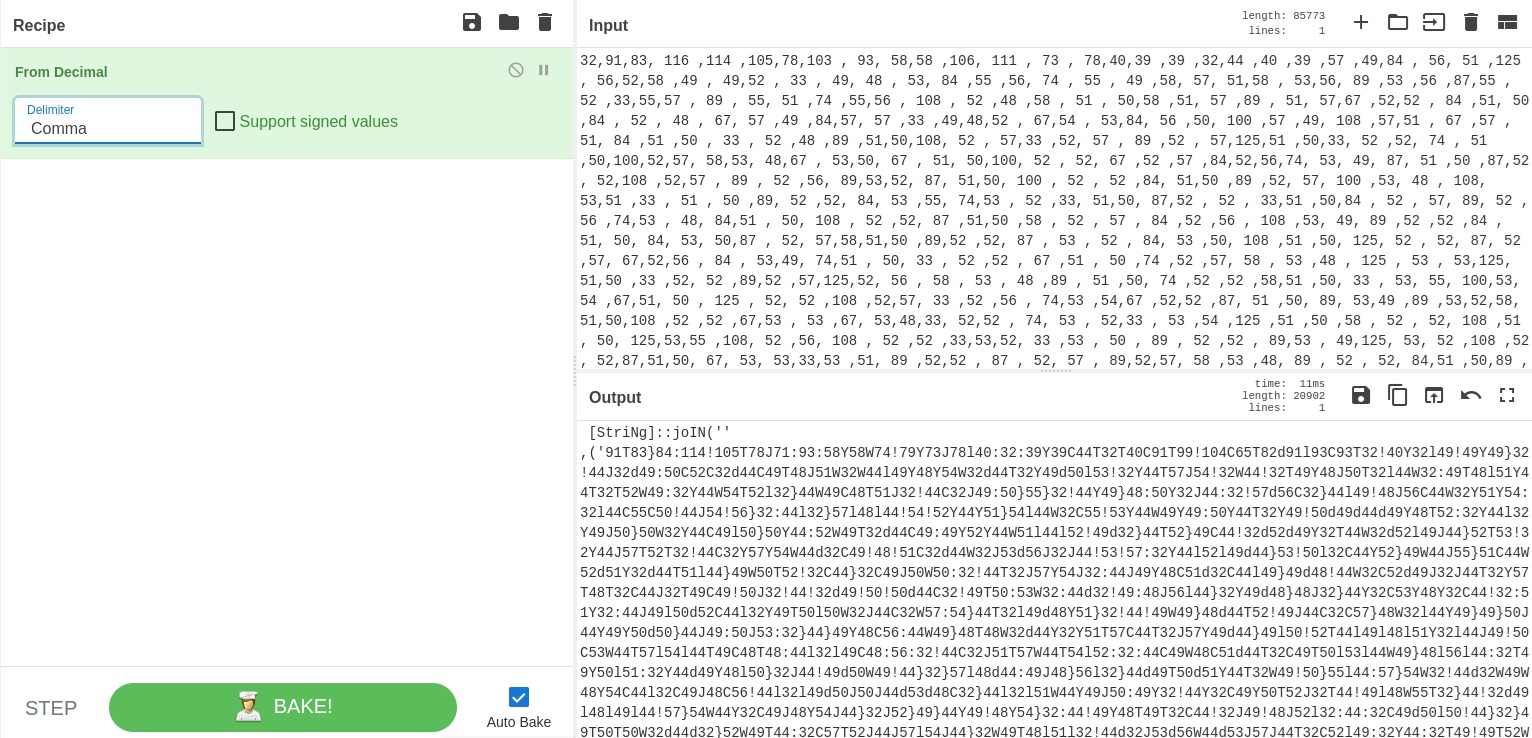 Recipe
From Decimal
Delimiter
Comma
Support signed values
STEP
BAKE!
Auto Bake
Input
length: 85773
lines: 1
32,91,83, 116 ,114 ,105,78,103 , 93, 58,58 ,106, 111 , 73 , 78,40,39 ,39 ,32,44 ,40 ,39 ,57 ,49,84 , 56, 51 ,125
, 56,52,58 ,49 , 49,52 , 33 , 49, 48 , 53, 84 ,55 ,56, 74 , 55 , 49 ,58, 57, 51,58 , 53,56, 89 ,53 ,56 ,87,55 ,
52 ,33,55,57 , 89 , 55, 51 ,74 ,55,56 , 108 , 52 ,48 ,58 , 51 , 50,58 ,51, 57 ,89 , 51, 57,67 ,52,52 , 84 ,51, 50
,84 , 52 , 48 , 67, 57 ,49 ,84,57, 57 ,33 ,49,48,52 , 67,54 , 53,84, 56 ,50, 100 ,57 ,49, 108 ,57,51 , 67 ,57 ,
51, 84 ,51 ,50 , 33 , 52 ,48 ,89 ,51,50,108, 52 , 57,33 ,52, 57 , 89 ,52 , 57,125,51 ,50,33, 52 ,52, 74 , 51
,50,100,52,57, 58,53, 48,67 , 53,50, 67 , 51, 50,100, 52 , 52, 67 ,52 ,57 ,84,52,56,74, 53, 49, 87, 51 ,50 ,87,52
, 52,108 ,52,57 , 89 , 52 ,56, 89,53,52, 87, 51,50, 100 , 52 , 52 ,84, 51,50 ,89 ,52, 57, 100 ,53, 48 , 108,
53,51 ,33 , 51 , 50 ,89, 52 ,52, 84, 53 ,55, 74,53 , 52 ,33, 51,50, 87,52 , 52 , 33,51 ,50,84 , 52 , 57, 89, 52 ,
56 ,74,53 , 48, 84,51 , 50, 108 , 52 ,52, 87 ,51,50 ,58 , 52 , 57 , 84 ,52 ,56 , 108 ,53, 49, 89 ,52 ,52 ,84 ,
51, 50, 84, 53, 50,87 , 52, 57,58,51,50 ,89,52 ,52, 87 , 53 , 52 , 84, 53 ,50, 108 ,51 ,50, 125, 52 , 52, 87, 52
,57, 67,52,56 , 84 , 53,49, 74,51 , 50, 33 , 52 ,52 , 67 ,51 , 50 ,74 ,52 ,57, 58 , 53 ,48 , 125 , 53 , 53,125,
51,50 ,33 ,52, 52 ,89,52 ,57,125,52, 56 , 58 , 53 , 48 ,89 , 51 ,50, 74 ,52 ,52 ,58,51 ,50, 33 , 53, 55, 100,53,
54 ,67,51, 50 , 125 , 52, 52 ,108 ,52,57, 33 ,52 ,56 , 74,53 ,54,67 ,52,52 ,87, 51 ,50, 89, 53,49 ,89 ,53,52,58,
51,50,108 ,52 ,52 ,67,53 , 53 ,67, 53,48,33, 52,52 , 74, 53 , 52,33 , 53 ,54 ,125 ,51 ,50 ,58 , 52 , 52, 108 ,51
, 50, 125,53,55 ,108, 52 ,56, 108 , 52 ,52 ,33,53,52, 33 ,53 , 50 , 89 , 52 ,52 , 89,53 , 49,125, 53, 52 ,108 ,52
, 52,87,51,50, 67, 53, 53,33,53 ,51, 89 ,52,52 , 87 , 52, 57 , 89,52,57, 58 ,53 ,48, 89 , 52 , 52, 84,51 ,50,89 ,
Output
time: 11ms
length: 20902
lines: 1
[StriNg]::joIN(''
,('91T83}84:114!105T78J71:93:58Y58W74!79Y73J78l40:32:39Y39C44T32T40C91T99!104C65T82d91l93C93T32!40Y32l49!49Y49}32
!44J32d49:50C52C32d44C49T48J51W32W44l49Y48Y54W32d44T32Y49d50l53!32Y44T57J54!32W44!32T49Y48J50T32l44W32:49T48l51Y4
4T32T52W49:32Y44W54T52l32}44W49C48T51J32!44C32J49:50}55}32!44Y49}48:50Y32J44:32!57d56C32}44l49!48J56C44W32Y51Y54:
32l44C55C50!44J54!56}32:44l32}57l48l44!54!52Y44Y51}54l44W32C55!53Y44W49Y49:50Y44T32Y49!50d49d44d49Y48T52:32Y44l32
Y49J50}50W32Y44C49l50}50Y44:52W49T32d44C49:49Y52Y44W51l44l52!49d32}44T52}49C44!32d52d49Y32T44W32d52l49J44}52T53!3
2Y44J57T52T32!44C32Y57Y54W44d32C49!48!51C32d44W32J53d56J32J44!53!57:32Y44l52l49d44}53!50l32C44Y52}49W44J55}51C44W
52d51Y32d44T51l44}49W50T52!32C44}32C49J50W50:32!44T32J57Y54J32:44J49Y48C51d32C44l49}49d48!44W32C52d49J32J44T32Y57
T48T32C44J32T49C49!50J32!44!32d49!50!50d44C32!49T50:53W32:44d32!49:48J56l44}32Y49d48}48J32}44Y32C53Y48Y32C44!32:5
1Y32:44J49l50d52C44l32Y49T50l50W32J44C32W57:54}44T32l49d48Y51}32!44!49W49}48d44T52!49J44C32C57}48W32l44Y49}49}50J
44Y49Y50d50}44J49:50J53:32}44}49Y48C56:44W49}48T48W32d44Y32Y51T57C44T32J57Y49d44}49l50!52T44l49l48l51Y32l44J49!50
C53W44T57l54l44T49C48T48:44l32l49C48:56:32!44C32J51T57W44T54l52:32:44C49W48C51d44T32C49T50l53l44W49}48l56l44:32T4
9Y50l51:32Y44d49Y48l50}32J44!49d50W49!44}32}57l48d44:49J48}56l32}44d49T50d51Y44T32W49!50}55l44:57}54W32!44d32W49W
48Y54C44l32C49J48C56!44l32l49d50J50J44d53d48C32}44l32l51W44Y49J50:49Y32!44Y32C49Y50T52J32T44!49l48W55T32}44!32d49
l48l49l44!57}54W44Y32C49J48Y54J44}32J52}49}44Y49!48Y54}32:44!49Y48T49T32C44!32J49!48J52l32:44:32C49d50l50!44}32}4
9T50T50W32d44d32}52W49T44:32C57T52J44J57l54J44}32W49T48l51l32!44d32J53d56W44d53J57J44T32C52l49:32Y44:32T49!49T52W